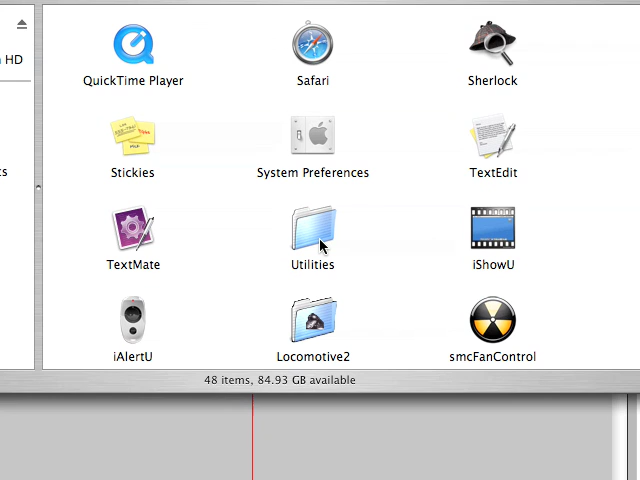 HD
QuickTime Player
Safari
Sherlock
Stickies
System Preferences
TextEdit
TextMate
Utilities
iShowU
iAlertU
Locomotive2
smcFanControl
48 items, 84.93 GB available